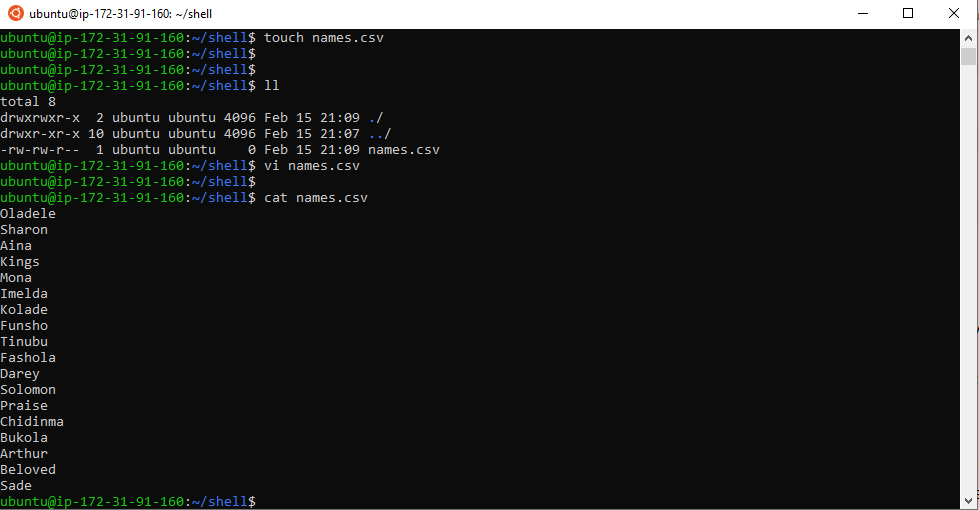 ubuntu@ip-172-31-91-160: ~/shell
ubuntu@ip-172-31-91-160:~/shell$ touch names.csv
ubuntu@ip-172-31-91-160:~/shell$
ubuntu@ip-172-31-91-160:~/shell$
ubuntu@ip-172-31-91-160:~/shell$ ll
total 8
drwxrwxr-x  2 ubuntu ubuntu 4096 Feb 15 21:09 ./
drwxr-xr-x 10 ubuntu ubuntu 4096 Feb 15 21:07 ../
-rw-rw-r--  1 ubuntu ubuntu    0 Feb 15 21:09 names.csv
ubuntu@ip-172-31-91-160:~/shell$ vi names.csv
ubuntu@ip-172-31-91-160:~/shell$
ubuntu@ip-172-31-91-160:~/shell$ cat names.csv
Oladele
Sharon
Aina
Kings
Mona
Imelda
Kolade
Funsho
Tinubu
Fashola
Darey
Solomon
Praise
Chidinma
Bukola
Arthur
Beloved
Sade
ubuntu@ip-172-31-91-160:~/shell$